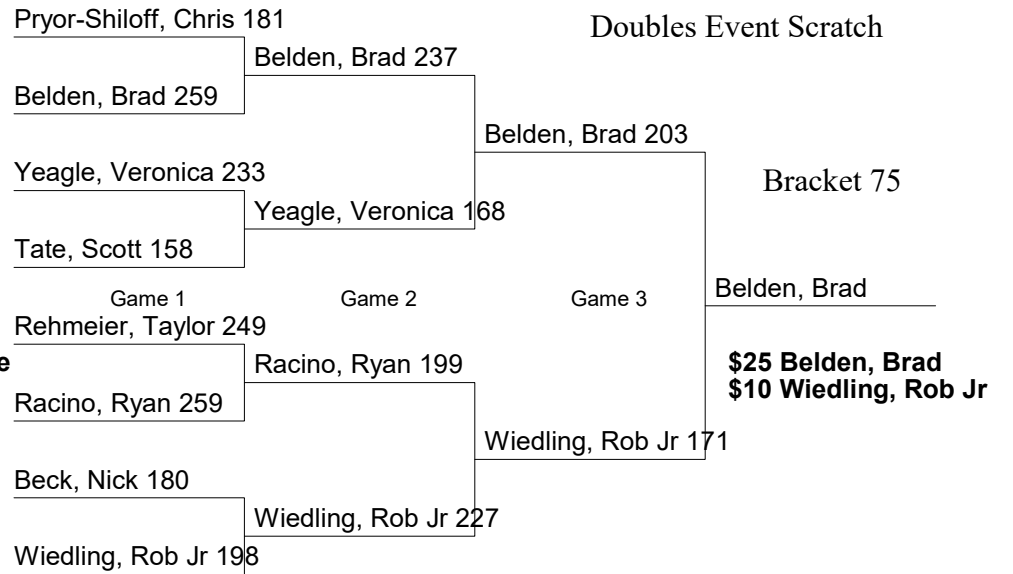 Pryor-Shiloff, Chris 181
Doubles Event Scratch
Belden, Brad 237
Belden, Brad 259
Belden, Brad 203
Yeagle, Veronica 233
Bracket 75
Yeagle, Veronica 168
Tate, Scott 158
Game 1
Game 2
Game 3
Belden, Brad
Rehmeier, Taylor 249
e
Racino, Ryan 199
$25 Belden, Brad
$10 Wiedling, Rob Jr
Racino, Ryan 259
Wiedling, Rob Jr 171
Beck, Nick 180
Wiedling, Rob Jr 227
Wiedling, Rob Jr 198